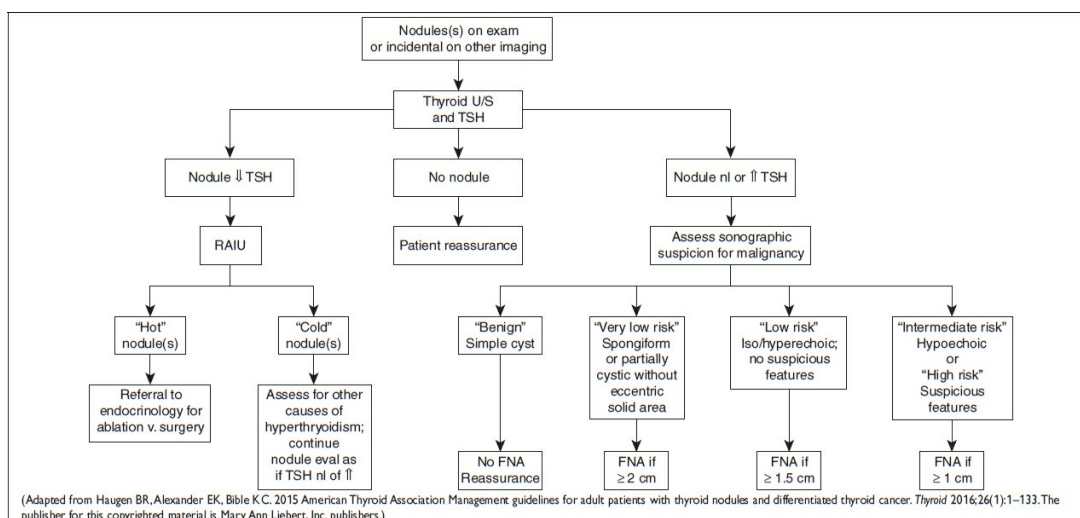 Nodules(s) on exam
or incidental on other imaging
Thyroid U/S
and TSH
Nodule ⇓ TSH
No nodule
Nodule nl or ⇑ TSH
RAIU
Patient reassurance
Assess sonographic
suspicion for malignancy
“Hot”
nodule(s)
“Cold”
nodule(s)
“Benign”
Simple cyst
“Very low risk”
Spongiform
or partially
cystic without
eccentric
solid area
“Low risk”
Iso/hyperechoic;
no suspicious
features
“Intermediate risk”
Hypoechoic
or
“High risk”
Suspicious
features
Referral to
endocrinology for
ablation v. surgery
Assess for other
causes of
hyperthryoidism;
continue
nodule eval as
if TSH nl of ⇑
No FNA
Reassurance
FNA if
≥ 2 cm
FNA if
≥ 1.5 cm
FNA if
≥ 1 cm
(Adapted from Haugen BR, Alexander EK, Bible KC. 2015 American Thyroid Association Management guidelines for adult patients with thyroid nodules and differentiated thyroid cancer. Thyroid 2016;26(1):1–133. The
publisher for this copyrighted material is Mary Ann Liebert, Inc. publishers.)